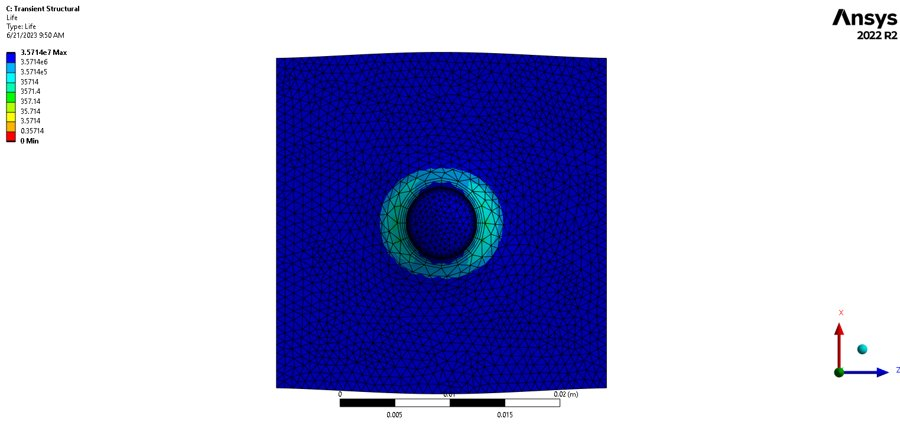 C: Transient Structural
Life
Type: Life
6/21/2023 9:50 AM
3.5714e7 Max
3.5714e6
3.5714e5
35714
3571.4
357.14
35.714
3.5714
0.35714
0 Min
Ansys
2022 R2
X
Z
0
0.02 (m)
0.005
0.015